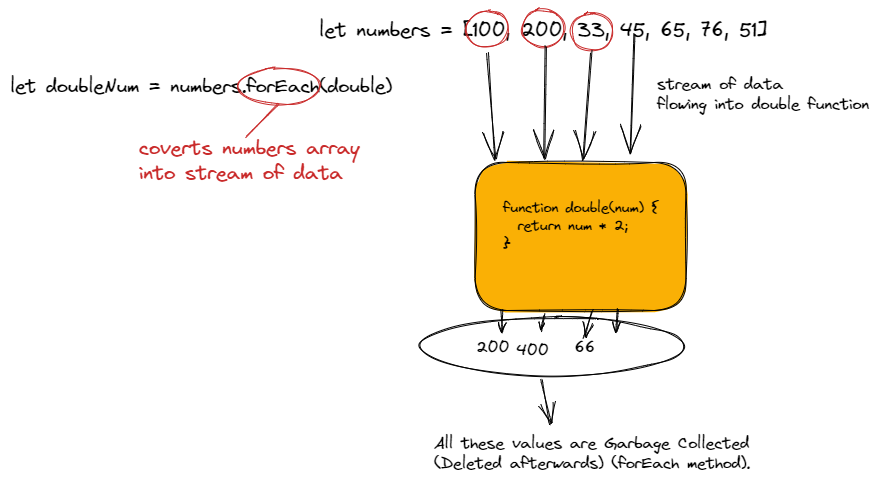 let numbers = [100, 200, 33, 45, 65, 76, 51]
let doubleNum = numbers.forEach(double)
stream of data
flowing into double function
coverts numbers array
into stream of data
function double(num) {
return num * 2;
}
200 400 66
All these values are Garbage Collected
(Deleted afterwards) (forEach method).